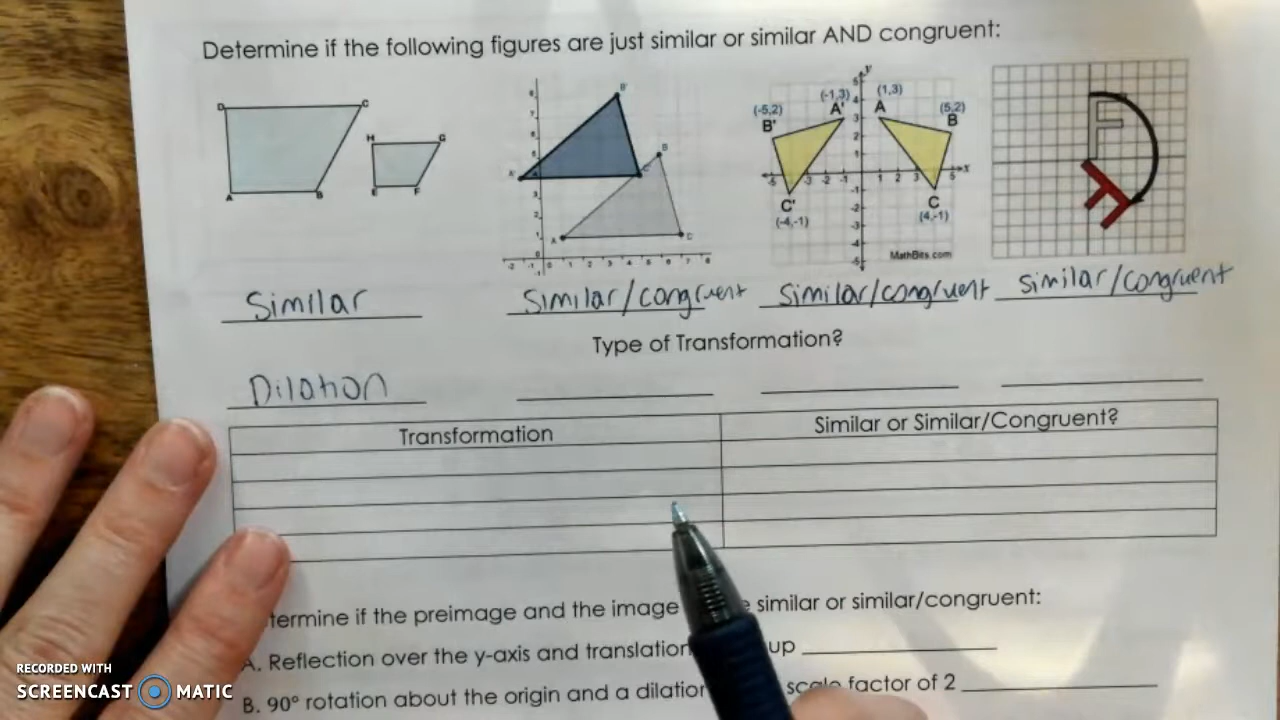 Determine if the following figures are just similar or similar AND congruent:
D C
H G
A B
E F
B'
B
A'
C'
A C
(-1,3) (1,3)
(-5,2) A' A (5,2)
B' B
C' C
(-4,-1) (4,-1)
MathBits.com
Similar Similar/congruent Similar/congruent Similar/congruent
Type of Transformation?
Dilation
Transformation Similar or Similar/Congruent?
termine if the preimage and the image similar or similar/congruent:
A. Reflection over the y-axis and translation up
B. 90° rotation about the origin and a dilation scale factor of 2
RECORDED WITH
SCREENCAST MATIC